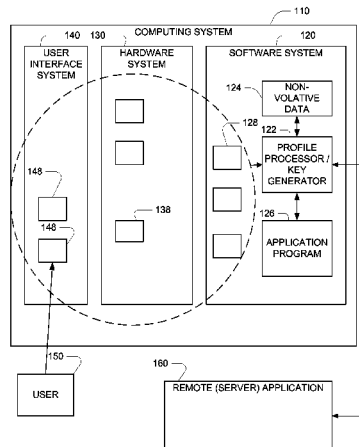 110
COMPUTING SYSTEM
140
130
120
USER
INTERFACE
SYSTEM
HARDWARE
SYSTEM
SOFTWARE SYSTEM
124
NON-
VOLATIVE
DATA
128
122
PROFILE
PROCESSOR /
KEY
GENERATOR
148
138
126
148
APPLICATION
PROGRAM
150
160
USER
REMOTE (SERVER) APPLICATION